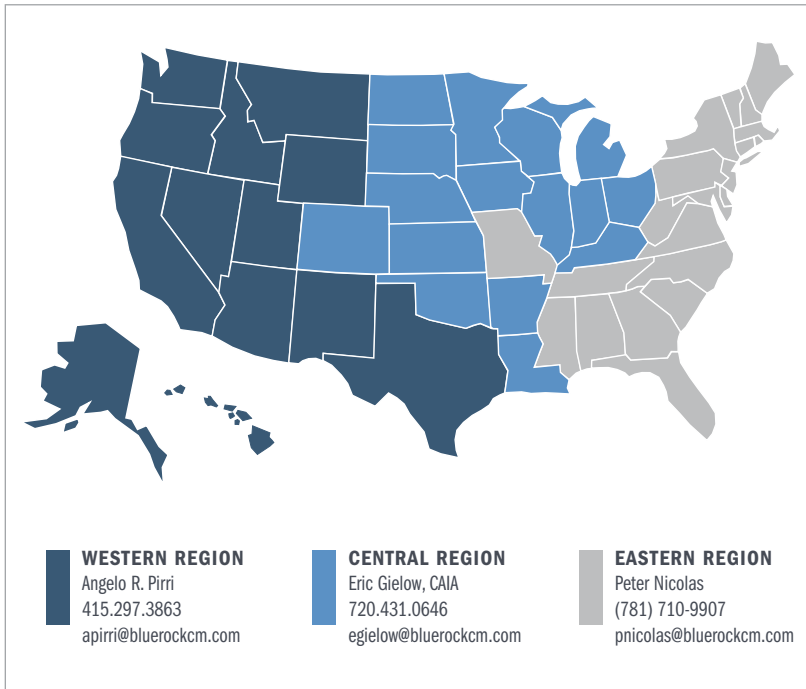 WESTERN REGION
Angelo R. Pirri
415.297.3863
apirri@bluerockcm.com
CENTRAL REGION
Eric Gielow, CAIA
720.431.0646
egielow@bluerockcm.com
EASTERN REGION
Peter Nicolas
(781) 710-9907
pnicolas@bluerockcm.com